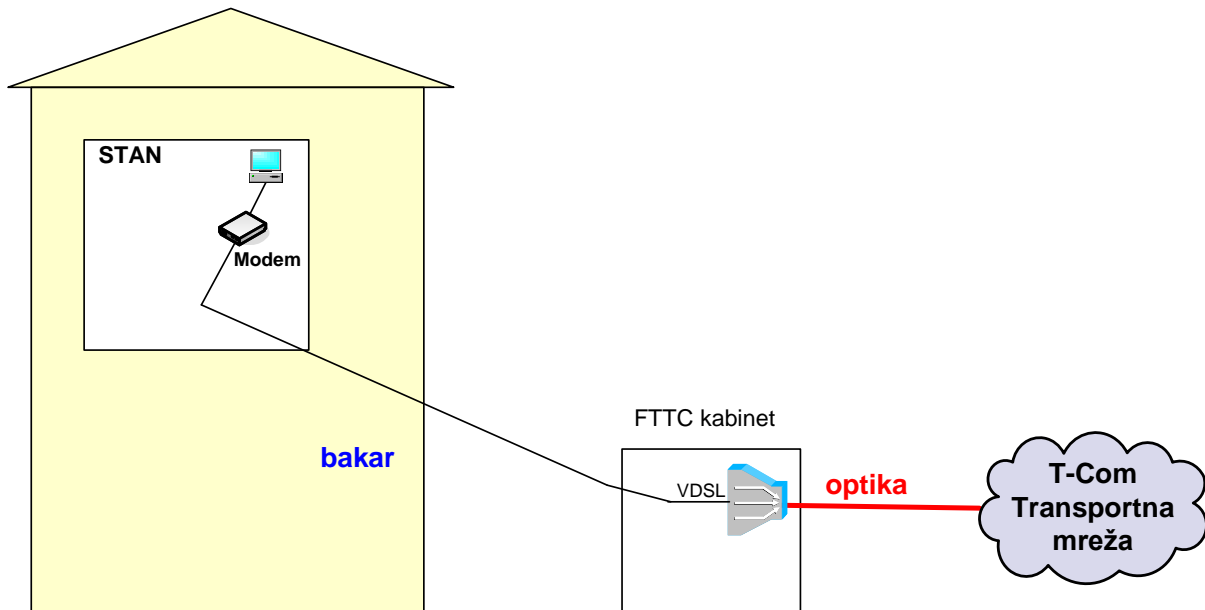 STAN
Modem
bakar
FTTC kabinet
VDSL
optika
T-Com
Transportna
mreža